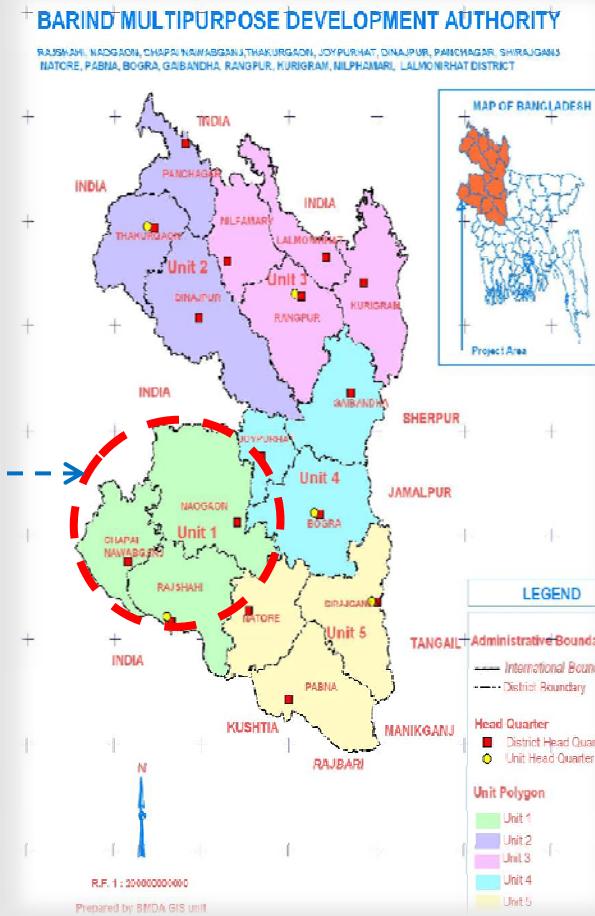 BARIND MULTIPURPOSE DEVELOPMENT AUTHORITY
RAJSHAHI, NAOGAON, CHAPAI NAWABGANJ, THAKURGAON, JOYPURHAT, DINAJPUR, PANCHAGAR, SHIRAJGANJ
NATORE, PABNA, BOGRA, GAIBANDHA, RANGPUR, KURIGRAM, NILPHAMARI, LALMONIRHAT DISTRICT
MAP OF BANGLADESH
INDIA
PANCHAGAR
INDIA
INDIA
NILFAMARY
THAKURGAON
LALMONIRHAT
Unit 2
Unit 3
DINAJPUR
KURIGRAM
RANGPUR
Project Area
INDIA
GAIBANDHA
SHERPUR
JOYPURHAT
Unit 4
JAMALPUR
NAOGAON
BOGRA
Unit 1
CHAPAI
NAWABGANJ
RAJSHAHI
LEGEND
SIRAJGANJ
NATORE
Unit 5
TANGAIL
Administrative Bounda
INDIA
International Boun
District Boundary
PABNA
KUSHTIA
MANIKGANJ
Head Quarter
District Head Quar
Unit Head Quarter
RAJBARI
N
Unit Polygon
Unit 1
Unit 2
Unit 3
Unit 4
Unit 5
Prepared by BMDA GIS unit